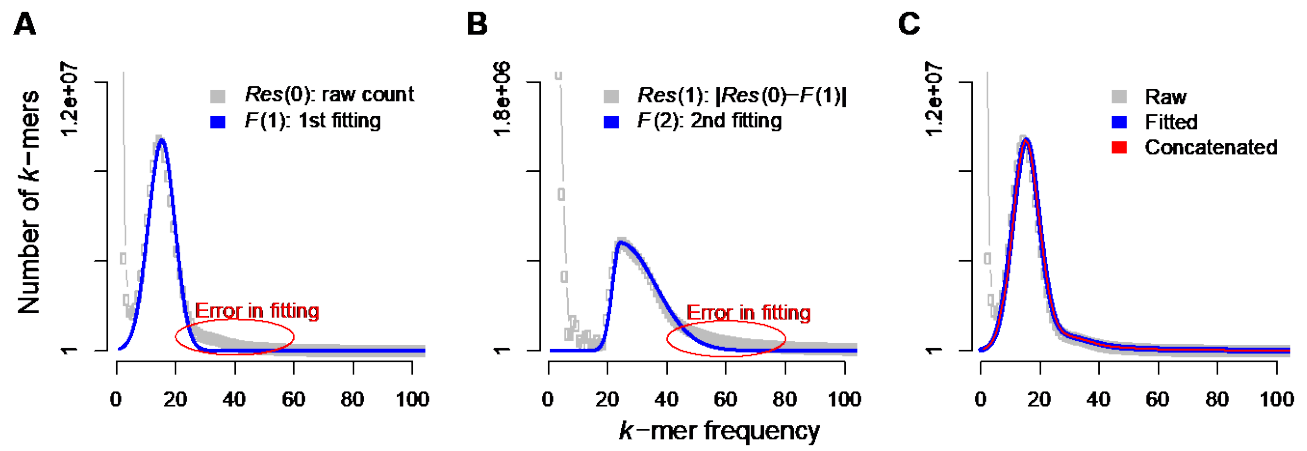 A
B
C
Number of k−mers
1.2e+07
1
Res(0): raw count
F(1): 1st fitting
Error in fitting
0 20 40 60 80 100
1.8e+06
1
Res(1): |Res(0)−F(1)|
F(2): 2nd fitting
Error in fitting
0 20 40 60 80 100
k−mer frequency
1.2e+07
1
Raw
Fitted
Concatenated
0 20 40 60 80 100